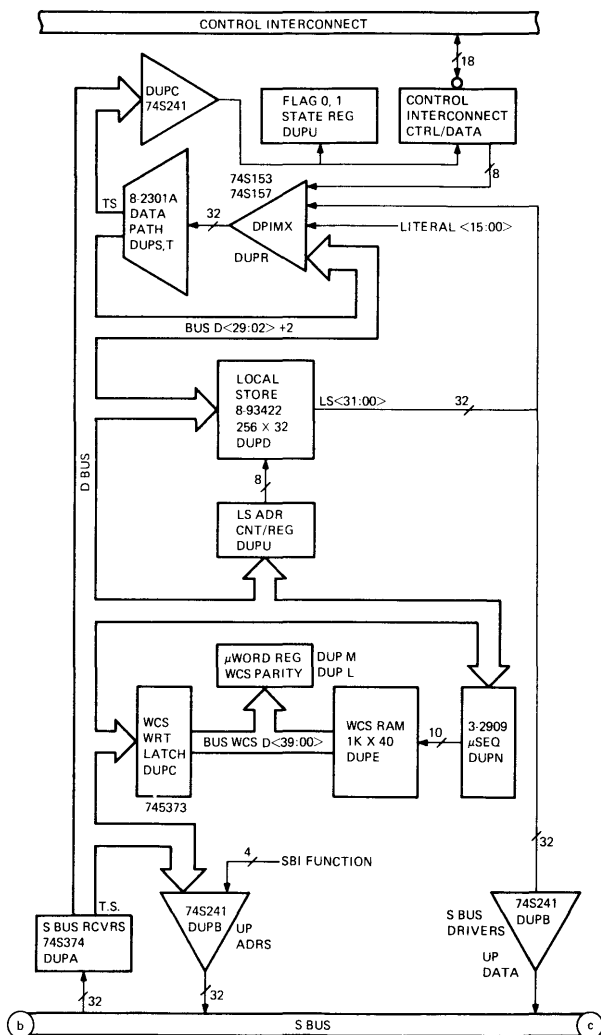 CONTROL INTERCONNECT
18
DUPC
74S241
FLAG 0, 1
STATE REG
DUPU
CONTROL
INTERCONNECT
CTRL/DATA
8
74S153
74S157
TS
8-2901A
DATA
PATH
DUPS,T
32
DPIMX
DUPR
LITERAL <15:00>
BUS D<29:02> +2
LOCAL
STORE
8-93422
256 × 32
DUPD
LS<31:00>
32
D BUS
8
LS ADR
CNT/REG
DUPU
μWORD REG
WCS PARITY
DUP M
DUP L
WCS
WRT
LATCH
DUPC
745373
BUS WCS D<39:00>
WCS RAM
1K X 40
DUPE
10
3-2909
μSEQ
DUPN
4
SBI FUNCTION
32
T.S.
S BUS RCVRS
74S374
DUPA
32
74S241
DUPB
UP
ADRS
32
S BUS
DRIVERS
74S241
DUPB
UP
DATA
b
S BUS
c